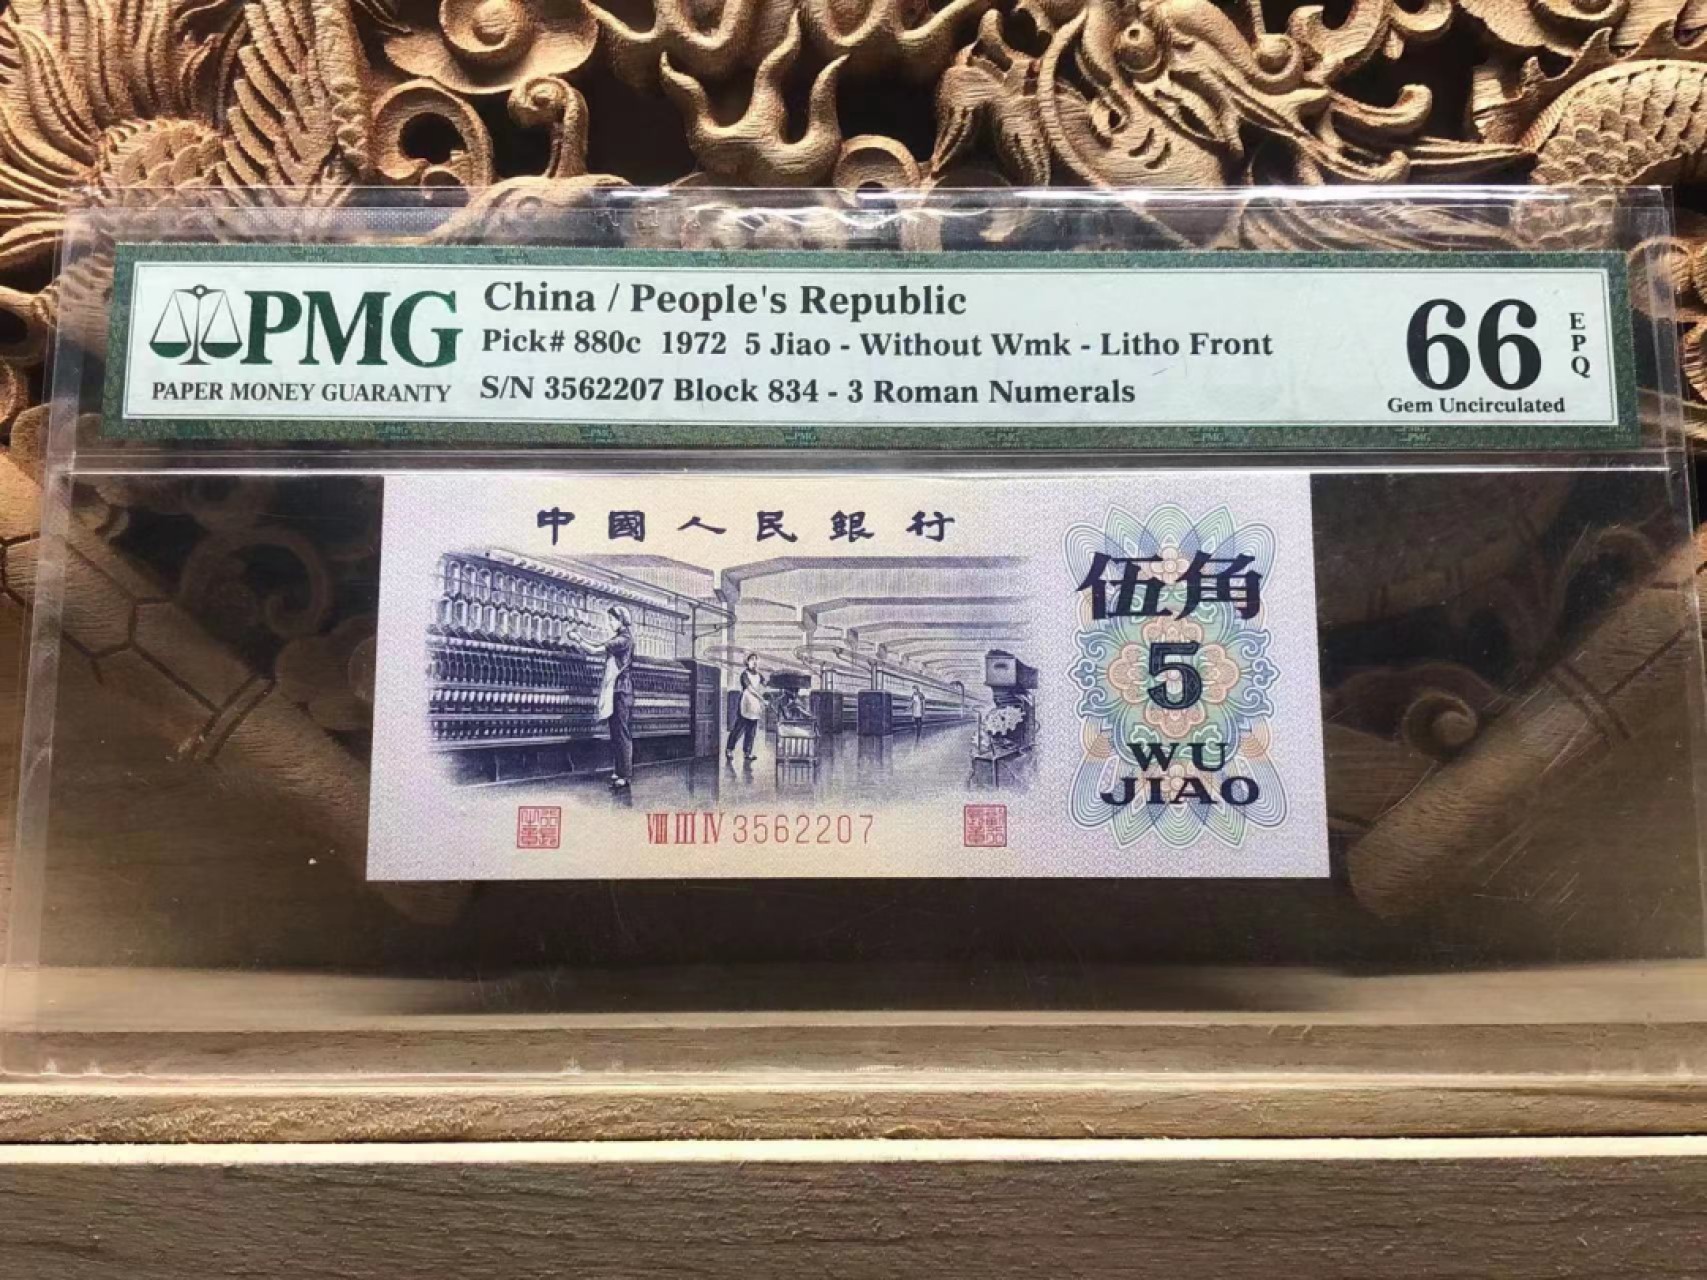 PMG
PAPER MONEY GUARANTY
China / People's Republic
Pick# 880c 1972 5 Jiao - Without Wmk - Litho Front
S/N 3562207 Block 834 - 3 Roman Numerals
66
EPQ
Gem Uncirculated
中國人民銀行
伍角
5
WU
JIAO
VIII III IV 3562207